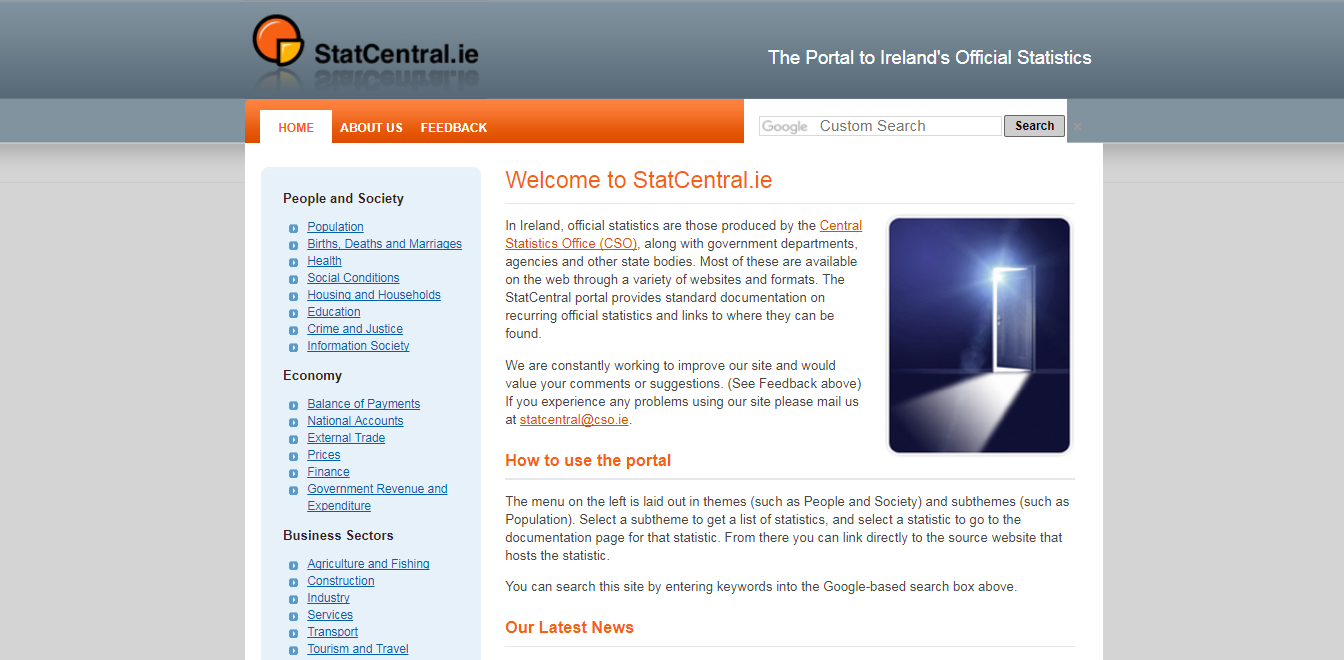 StatCentral.ie
The Portal to Ireland's Official Statistics
HOME ABOUT US FEEDBACK
Google Custom Search Search ×
People and Society
Population
Births, Deaths and Marriages
Health
Social Conditions
Housing and Households
Education
Crime and Justice
Information Society
Economy
Balance of Payments
National Accounts
External Trade
Prices
Finance
Government Revenue and
Expenditure
Business Sectors
Agriculture and Fishing
Construction
Industry
Services
Transport
Tourism and Travel
Welcome to StatCentral.ie
In Ireland, official statistics are those produced by the Central
Statistics Office (CSO), along with government departments,
agencies and other state bodies. Most of these are available
on the web through a variety of websites and formats. The
StatCentral portal provides standard documentation on
recurring official statistics and links to where they can be
found.
We are constantly working to improve our site and would
value your comments or suggestions. (See Feedback above)
If you experience any problems using our site please mail us
at statcentral@cso.ie.
How to use the portal
The menu on the left is laid out in themes (such as People and Society) and subthemes (such as
Population). Select a subtheme to get a list of statistics, and select a statistic to go to the
documentation page for that statistic. From there you can link directly to the source website that
hosts the statistic.
You can search this site by entering keywords into the Google-based search box above.
Our Latest News